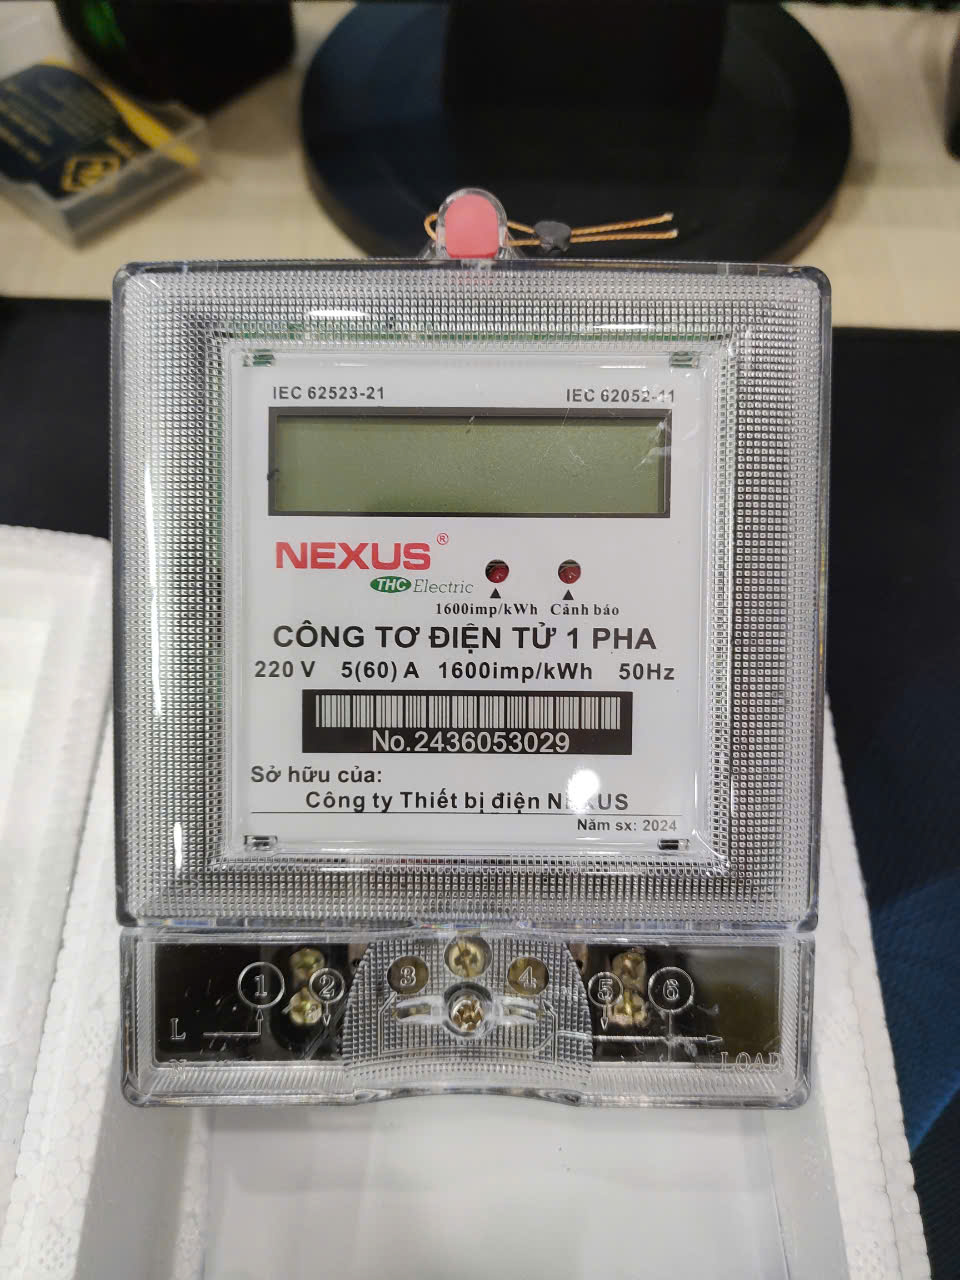 IEC 62523-21 IEC 62052-11
NEXUS®
THC Electric
1600imp/kWh Cảnh báo
CÔNG TƠ ĐIỆN TỬ 1 PHA
220 V 5(60) A 1600imp/kWh 50Hz
No.2436053029
Sở hữu của:
Công ty Thiết bị điện NEXUS
Năm sx: 2024
1 2 3 4 5 6
L
N LOAD